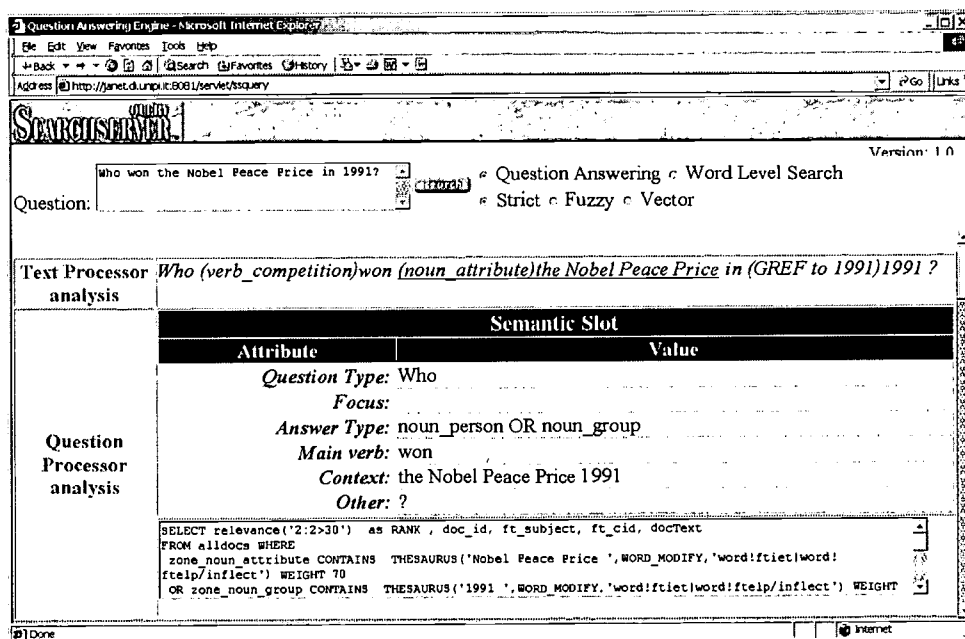 Question Answering Engine - Microsoft Internet Explorer
File Edit View Favorites Tools Help
Back Search Favorites History
Address http://janet.di.unipi.it:8081/servlet/ssquery Go Links
FULCRUM
SEARCHSERVER
Version: 1.0
Question: Who won the Nobel Peace Price in 1991? search Question Answering Word Level Search
Strict Fuzzy Vector
Text Processor analysis
Who (verb_competition)won (noun_attribute)the Nobel Peace Price in (GREF to 1991)1991 ?
Question Processor analysis
Semantic Slot
Attribute Value
Question Type: Who
Focus:
Answer Type: noun_person OR noun_group
Main verb: won
Context: the Nobel Peace Price 1991
Other: ?
SELECT relevance('2:2>30') as RANK , doc_id, ft_subject, ft_cid, docText
FROM alldocs WHERE
zone_noun_attribute CONTAINS THESAURUS('Nobel Peace Price ',WORD_MODIFY,'word!ftiet|word!
ftelp/inflect') WEIGHT 70
OR zone_noun_group CONTAINS THESAURUS('1991 ',WORD_MODIFY,'word!ftiet|word!ftelp/inflect') WEIGHT
Done Internet